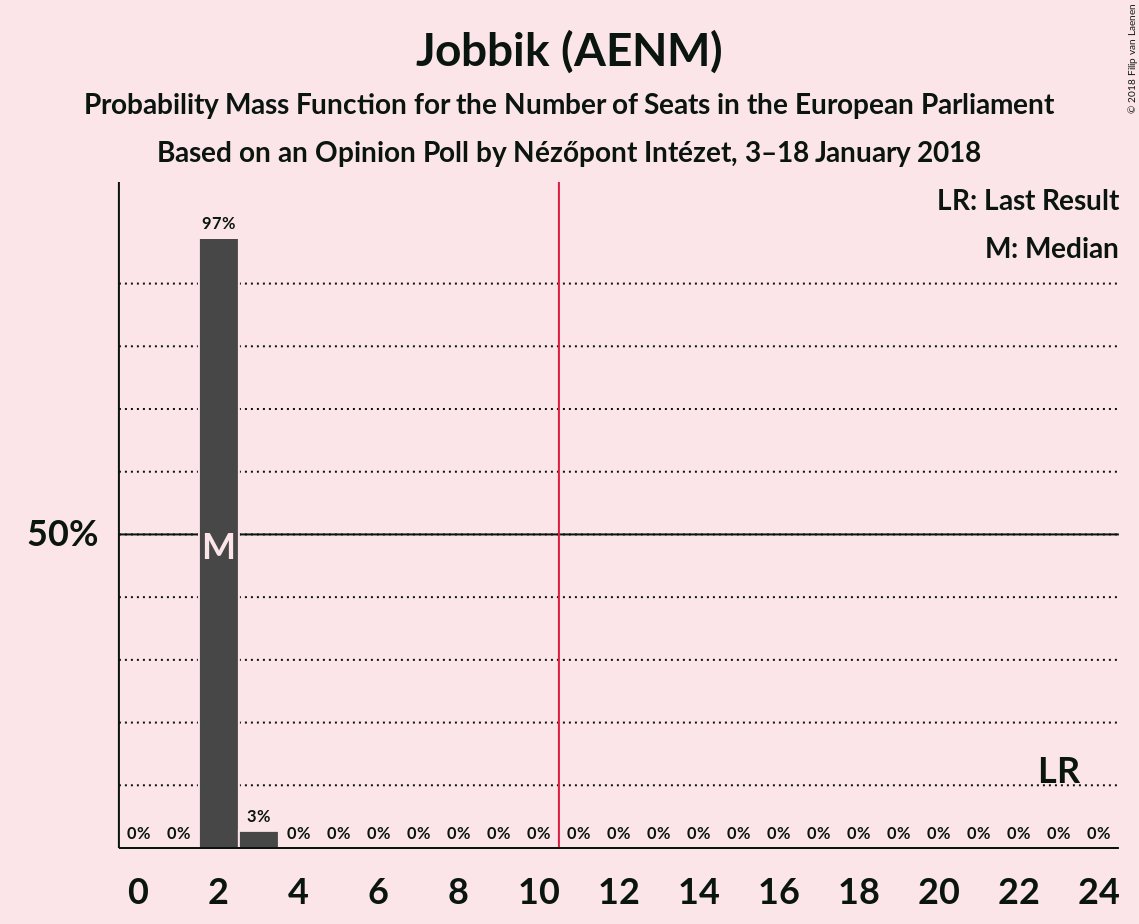 Jobbik (AENM)
Probability Mass Function for the Number of Seats in the European Parliament
Based on an Opinion Poll by Nézőpont Intézet, 3–18 January 2018
© 2018 Filip van Laenen
LR: Last Result
M: Median
97%
50%
M
LR
0% 0% 3% 0% 0% 0% 0% 0% 0% 0% 0% 0% 0% 0% 0% 0% 0% 0% 0% 0% 0% 0% 0% 0%
0 2 4 6 8 10 12 14 16 18 20 22 24